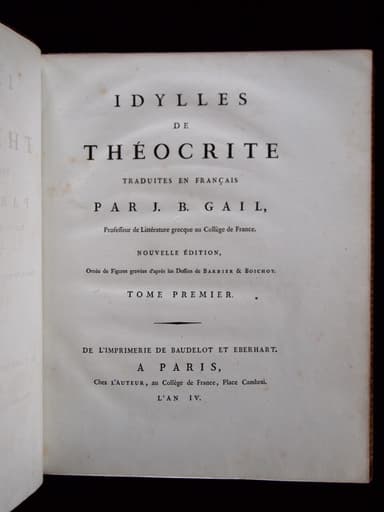 IDYLLES
DE
THÉOCRITE
TRADUITES EN FRANÇAIS
PAR J. B. GAIL,
Professeur de Littérature grecque au Collège de France.
NOUVELLE ÉDITION,
Ornée de Figures gravées d'après les Dessins de BARBIER & BOICHOT.
TOME PREMIER.
DE L'IMPRIMERIE DE BAUDELOT ET EBERHART.
A PARIS,
Chez L'AUTEUR, au Collège de France, Place Cambrai.
L'AN IV.